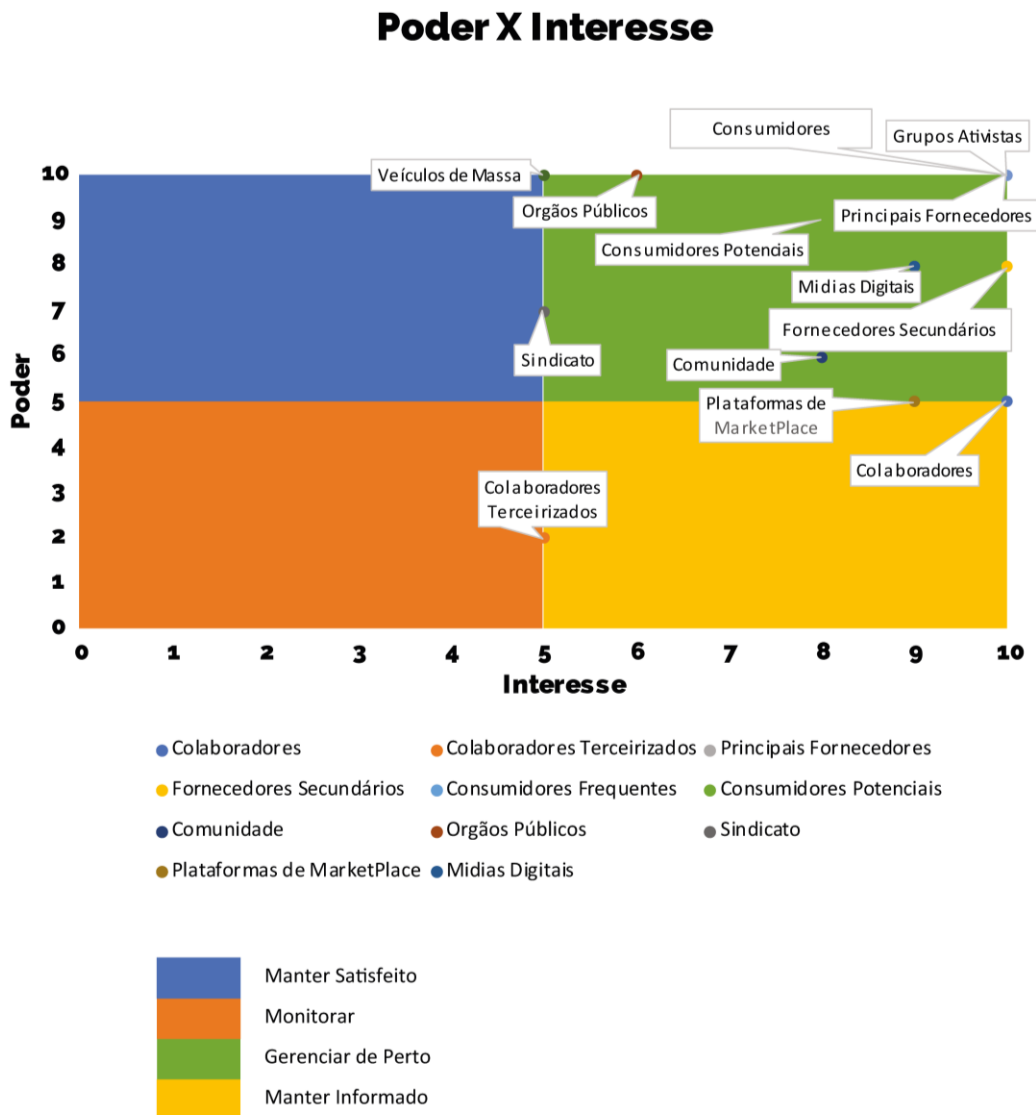 Poder X Interesse
Consumidores
Grupos Ativistas
Veículos de Massa
Orgãos Públicos
Principais Fornecedores
Consumidores Potenciais
Midias Digitais
Fornecedores Secundários
Sindicato
Comunidade
Plataformas de
MarketPlace
Colaboradores
Colaboradores
Terceirizados
Poder
10
9
8
7
6
5
4
3
2
1
0
0 1 2 3 4 5 6 7 8 9 10
Interesse
Colaboradores Colaboradores Terceirizados Principais Fornecedores
Fornecedores Secundários Consumidores Frequentes Consumidores Potenciais
Comunidade Orgãos Públicos Sindicato
Plataformas de MarketPlace Midias Digitais
Manter Satisfeito
Monitorar
Gerenciar de Perto
Manter Informado